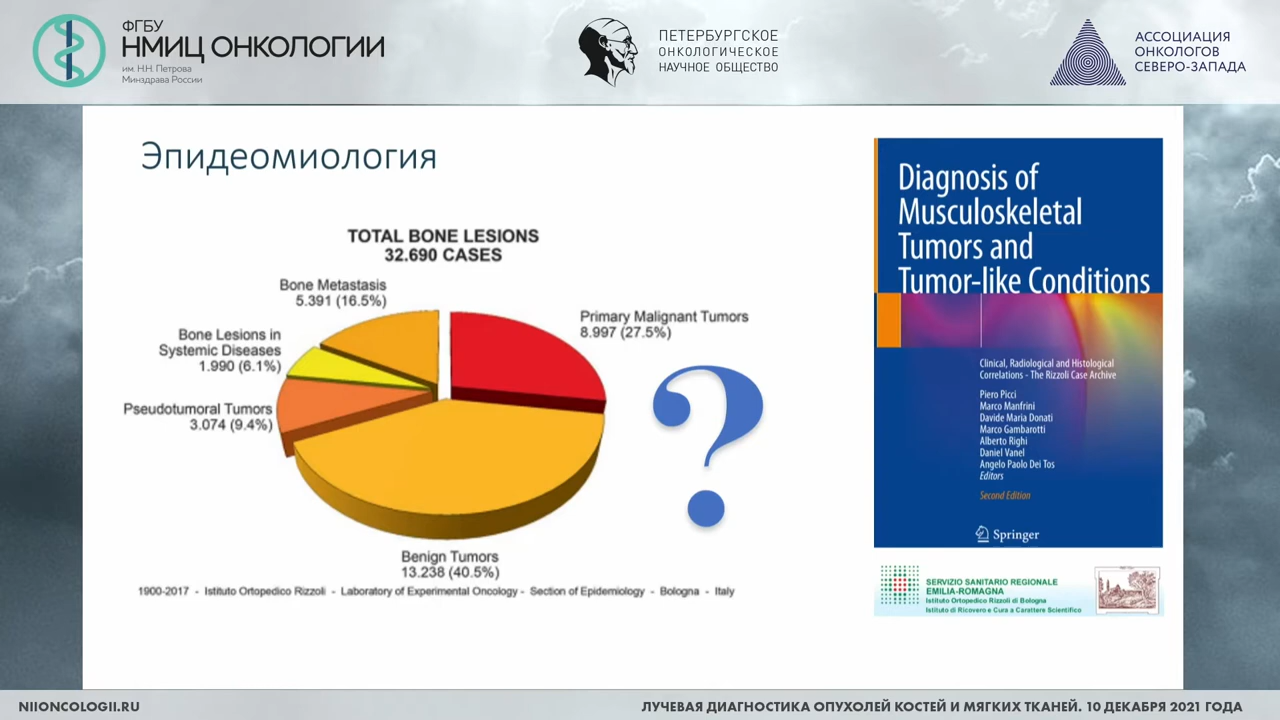 ФГБУ
НМИЦ ОНКОЛОГИИ
им. Н.Н. Петрова
Минздрава России
ПЕТЕРБУРГСКОЕ
ОНКОЛОГИЧЕСКОЕ
НАУЧНОЕ ОБЩЕСТВО
АССОЦИАЦИЯ
ОНКОЛОГОВ
СЕВЕРО-ЗАПАДА
Эпидеомиология
TOTAL BONE LESIONS
32.690 CASES
Bone Metastasis
5.391 (16.5%)
Primary Malignant Tumors
8.997 (27.5%)
Bone Lesions in
Systemic Diseases
1.990 (6.1%)
Pseudotumoral Tumors
3.074 (9.4%)
?
Benign Tumors
13.238 (40.5%)
1900-2017 - Istituto Ortopedico Rizzoli - Laboratory of Experimental Oncology - Section of Epidemiology - Bologna - Italy
Diagnosis of
Musculoskeletal
Tumors and
Tumor-like Conditions
Clinical, Radiological and Histological
Correlations - The Rizzoli Case Archive
Piero Picci
Marco Manfrini
Davide Maria Donati
Marco Gambarotti
Alberto Righi
Daniel Vanel
Angelo Paolo Dei Tos
Editors
Second Edition
Springer
SERVIZIO SANITARIO REGIONALE
EMILIA-ROMAGNA
Istituto Ortopedico Rizzoli di Bologna
Istituto di Ricovero e Cura a Carattere Scientifico
NIIONCOLOGII.RU
ЛУЧЕВАЯ ДИАГНОСТИКА ОПУХОЛЕЙ КОСТЕЙ И МЯГКИХ ТКАНЕЙ. 10 ДЕКАБРЯ 2021 ГОДА